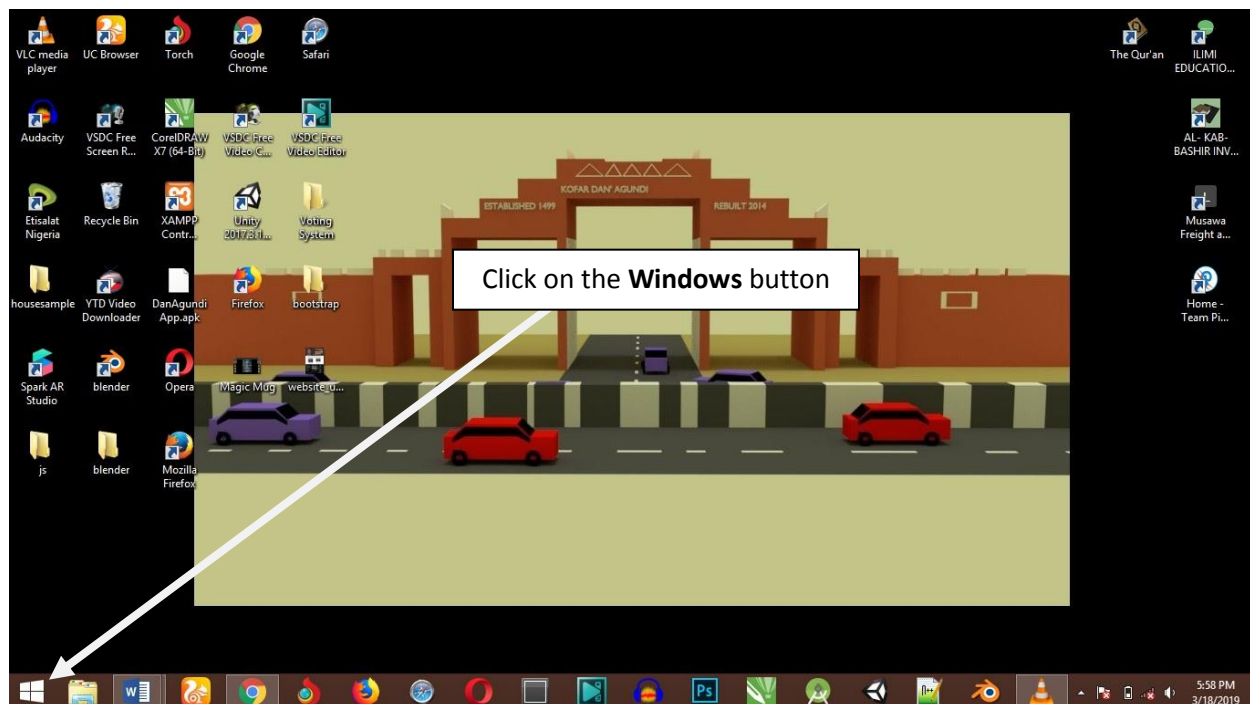 VLC media
player
UC Browser
Torch
Google
Chrome
Safari
The Qur'an
ILIMI
EDUCATIO...
Audacity
VSDC Free
Screen R...
CorelDRAW
X7 (64-Bit)
VSDC Free
Video C...
VSDC Free
Video Editor
AL- KAB-
BASHIR INV...
KOFAR DAN' AGUNDI
ESTABLISHED 1499
REBUILT 2014
Etisalat
Nigeria
Recycle Bin
XAMPP
Contr...
Unity
2017.3.1...
Voting
System
Musawa
Freight a...
Click on the Windows button
housesample
YTD Video
Downloader
DanAgundi
App.apk
Firefox
bootstrap
Home -
Team Pi...
Spark AR
Studio
blender
Opera
Magic Mug
website_u...
js
blender
Mozilla
Firefox
W
Ps
n++
5:58 PM
3/18/2019